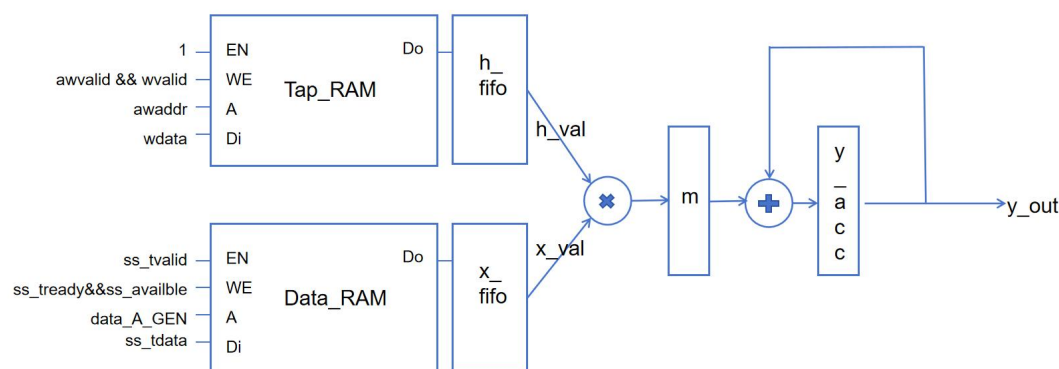 1
EN
Do
awvalid && wvalid
WE
Tap_RAM
awaddr
A
wdata
Di
h_
fifo
h_val
m
y
_
a
c
c
y_out
x_val
ss_tvalid
EN
Do
ss_tready&&ss_availble
WE
Data_RAM
data_A_GEN
A
ss_tdata
Di
x_
fifo